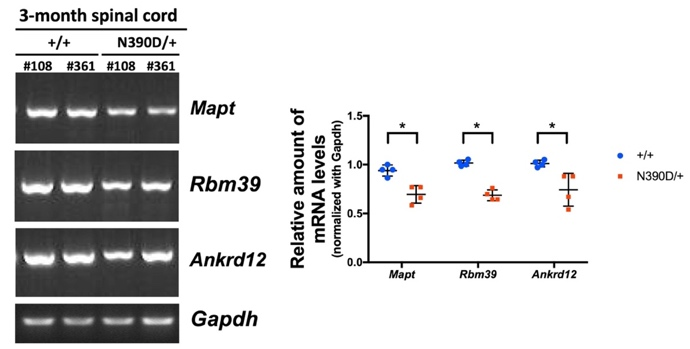 3-month spinal cord
+/+ N390D/+
#108 #361 #108 #361
Mapt
Rbm39
Ankrd12
Gapdh
Relative amount of
mRNA levels
(normalized with Gapdh)
1.5
1.0
0.5
0.0
* * *
Mapt Rbm39 Ankrd12
+/+
N390D/+